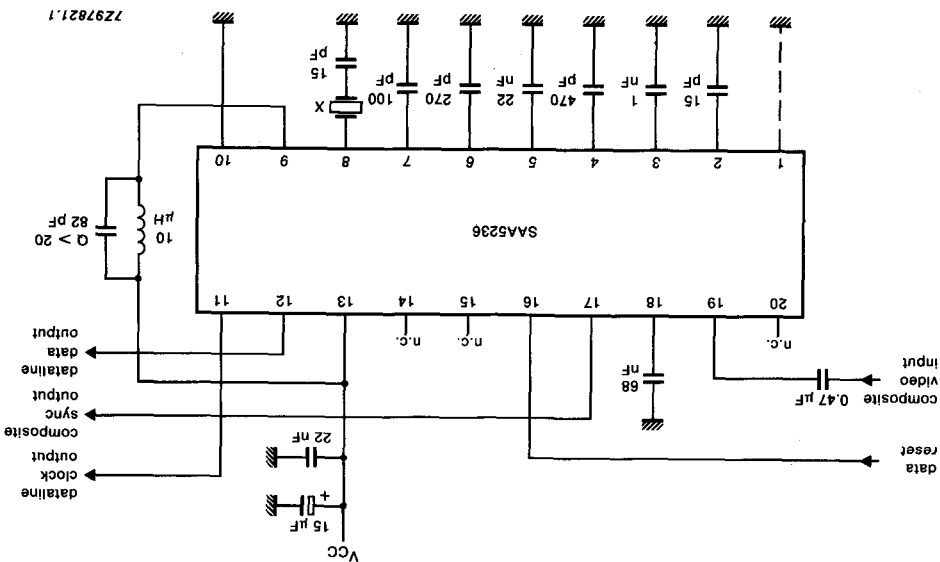 VCC
15 µF
+
22 nF
data
reset
dataline
clock
output
composite
video
input
0.47 µF
68
nF
composite
sync
output
dataline
data
output
n.c. n.c. n.c.
20 19 18 17 16 15 14 13 12 11
SAA5236
10
µH
Q > 20
82 pF
1 2 3 4 5 6 7 8 9 10
15
pF
1
nF
470
pF
22
nF
270
pF
100
pF
X
15
pF
7Z97821.1